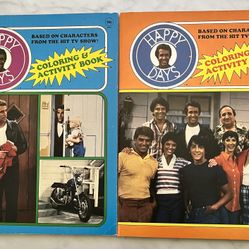 HAPPY
DAYS
BASED ON CHARACTERS
FROM THE HIT TV SHOW!
COLORING &
ACTIVITY BOOK
HAPPY
DAYS
BASED ON CHARAC
FROM THE HIT TV
COLORING
ACTIVITY